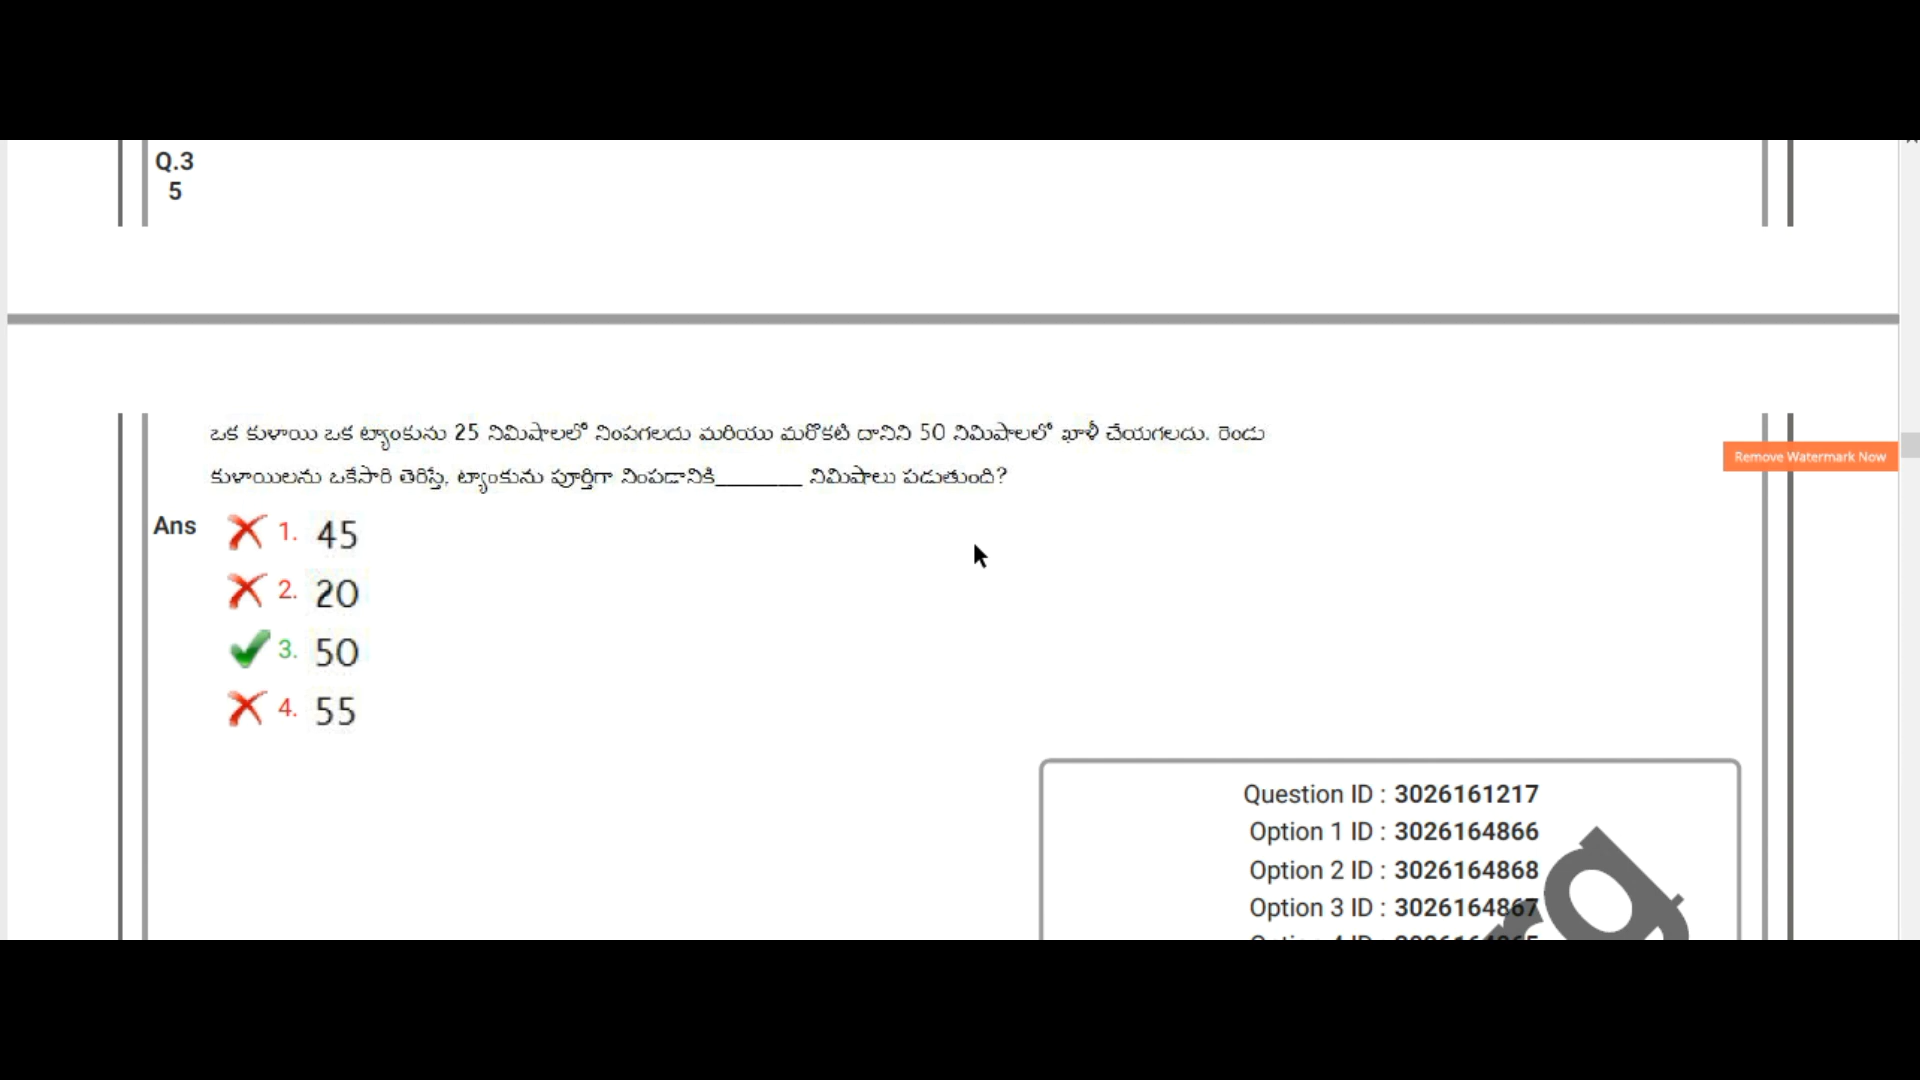 Q.3
5
ఒక కుళాయి ఒక ట్యాంకును 25 నిమిషాలలో నింపగలదు మరియు మరొకటి దానిని 50 నిమిషాలలో ఖాళీ చేయగలదు. రెండు
కుళాయిలను ఒకేసారి తెరిస్తే, ట్యాంకును పూర్తిగా నింపడానికి_______ నిమిషాలు పడుతుంది?
Remove Watermark Now
Ans
1. 45
2. 20
3. 50
4. 55
Question ID : 3026161217
Option 1 ID : 3026164866
Option 2 ID : 3026164868
Option 3 ID : 3026164867